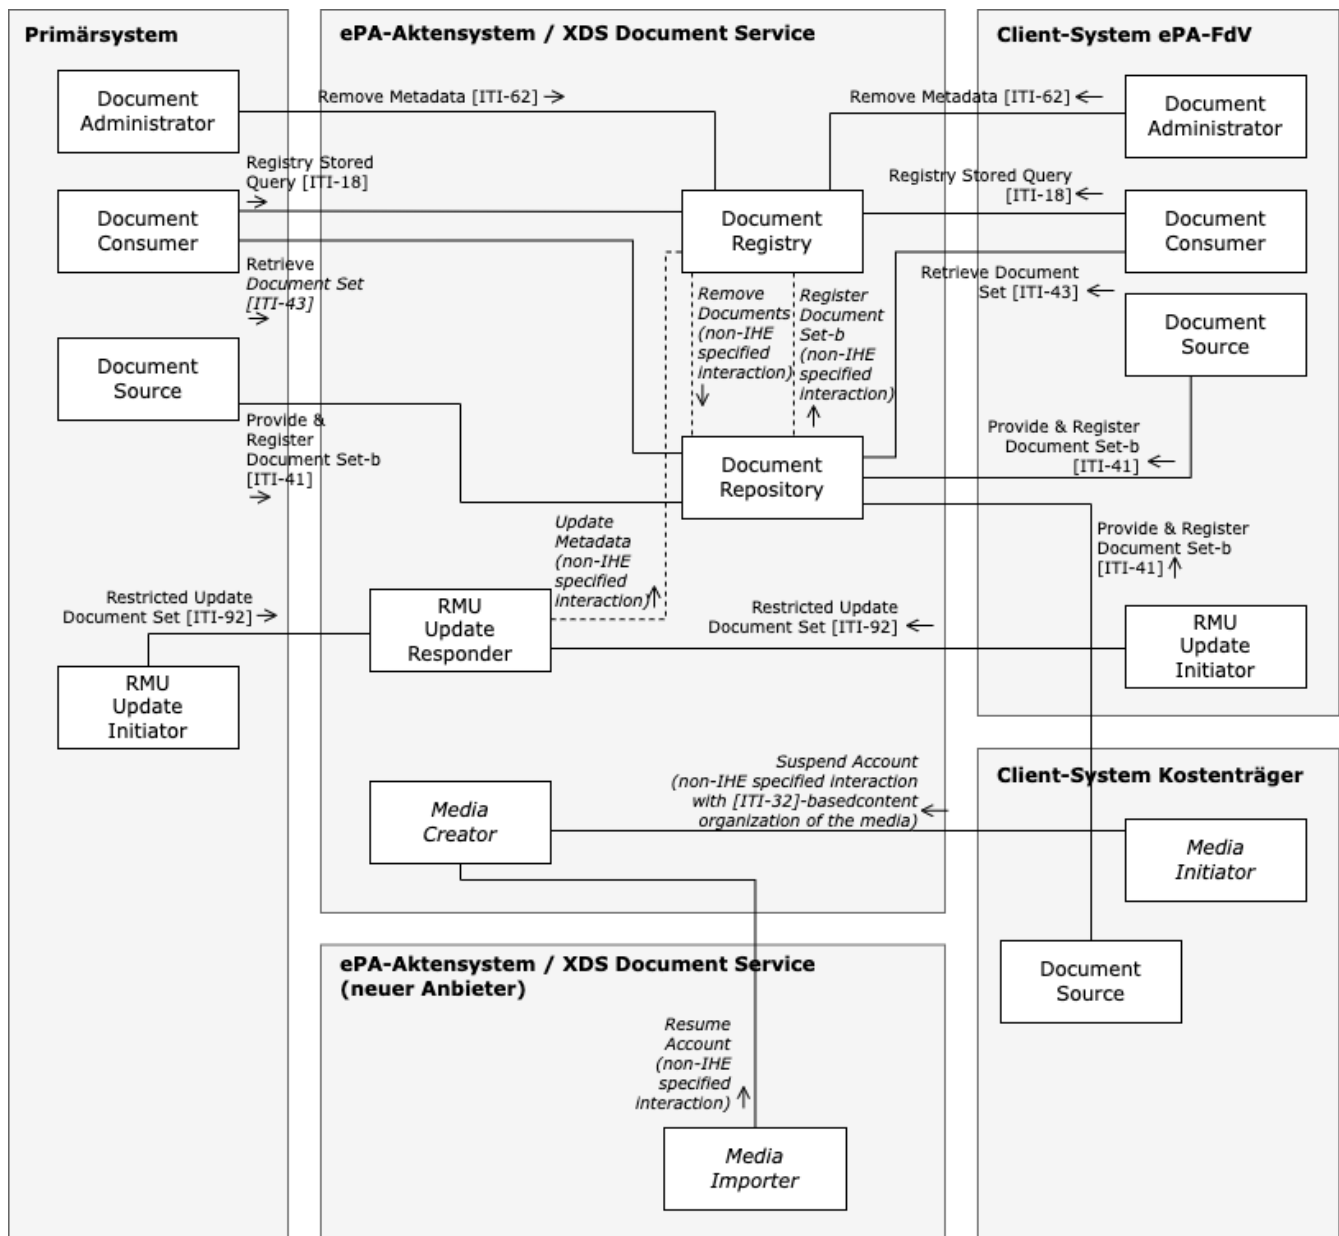 Primärsystem
Document
Administrator
Document
Consumer
Document
Source
RMU
Update
Initiator
Remove Metadata [ITI-62]
Registry Stored
Query [ITI-18]
Retrieve
Document Set
[ITI-43]
Provide &
Register
Document Set-b
[ITI-41]
Restricted Update
Document Set [ITI-92]
ePA-Aktensystem / XDS Document Service
Document
Registry
Remove
Documents
(non-IHE
specified
interaction)
Register
Document
Set-b
(non-IHE
specified
interaction)
Document
Repository
Update
Metadata
(non-IHE
specified
interaction)
RMU
Update
Responder
Media
Creator
Remove Metadata [ITI-62]
Registry Stored Query
[ITI-18]
Retrieve Document
Set [ITI-43]
Provide & Register
Document Set-b
[ITI-41]
Provide & Register
Document Set-b
[ITI-41]
Restricted Update
Document Set [ITI-92]
Suspend Account
(non-IHE specified interaction
with [ITI-32]-basedcontent
organization of the media)
Client-System ePA-FdV
Document
Administrator
Document
Consumer
Document
Source
RMU
Update
Initiator
Client-System Kostenträger
Media
Initiator
Document
Source
ePA-Aktensystem / XDS Document Service
(neuer Anbieter)
Resume
Account
(non-IHE
specified
interaction)
Media
Importer